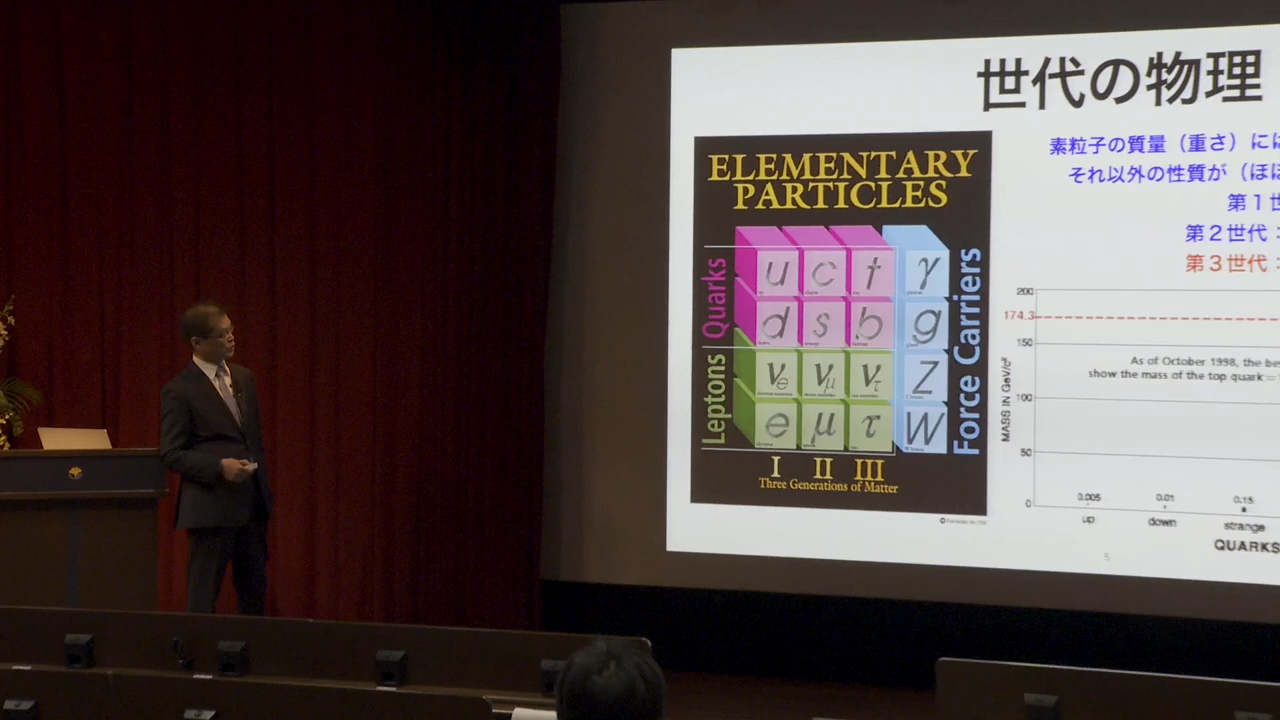 世代の物理
素粒子の質量（重さ）には
それ以外の性質が（ほぼ
第１世
第２世代：
第３世代：
ELEMENTARY
PARTICLES
Quarks
Leptons
Force Carriers
u c t γ
d s b g
νe νμ ντ Z
e μ τ W
I II III
Three Generations of Matter
200
174.3
150
100
50
0
MASS IN GeV/c²
As of October 1998, the be
show the mass of the top quark =
0.005 0.01 0.15
up down strange
QUARKS
5